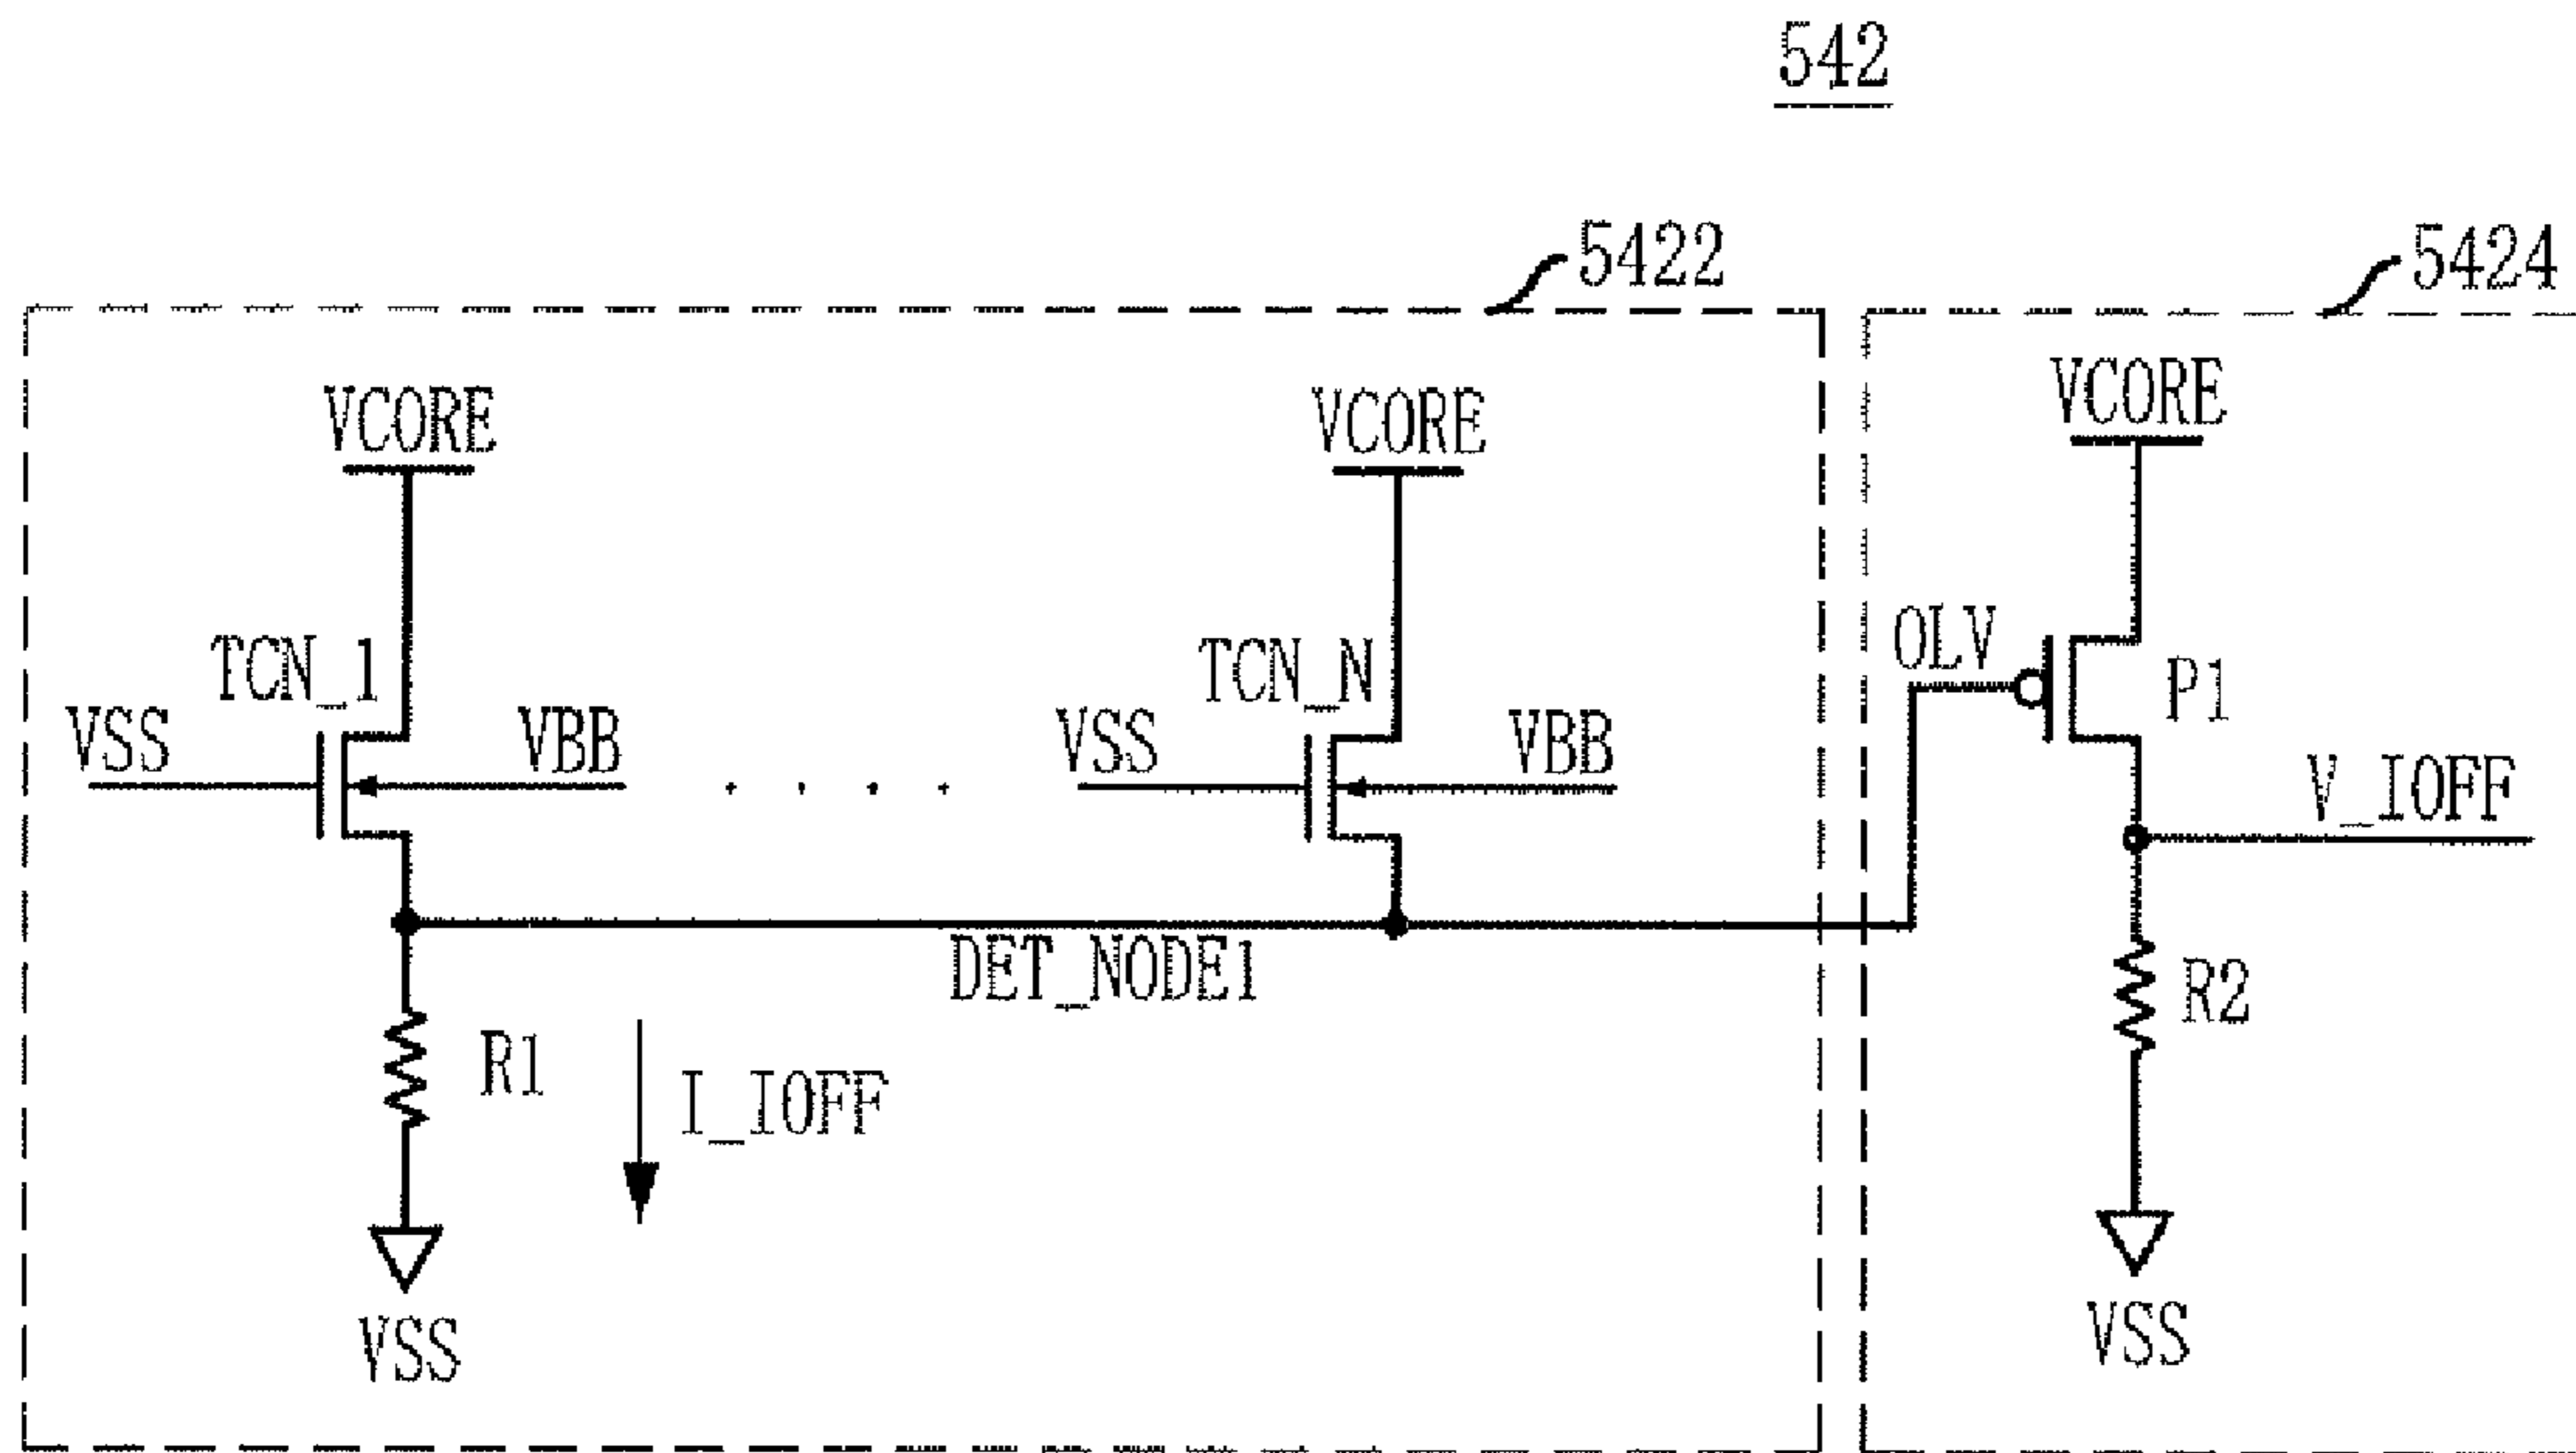 542
5422
5424
VCORE
VCORE
VCORE
TCN_1
TCN_N
OLV
P1
VSS
VBB
VSS
VBB
V_IOFF
DET_NODE1
R1
I_IOFF
R2
VSS
VSS